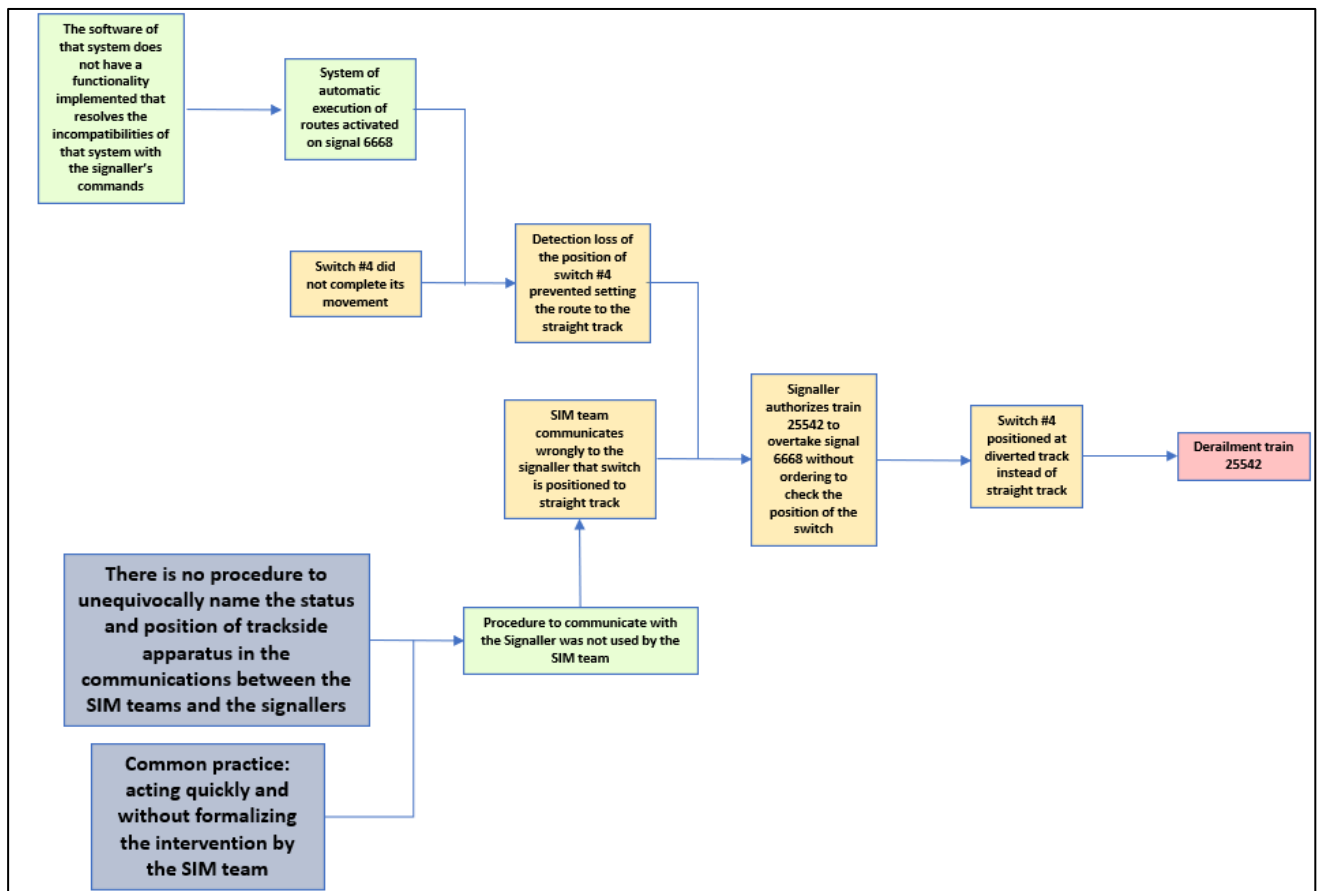 The software of
that system does
not have a
functionality
implemented that
resolves the
incompatibilities of
that system with
the signaller's
commands
System of
automatic
execution of
routes activated
on signal 6668
Switch #4 did
not complete its
movement
Detection loss of
the position of
switch #4
prevented setting
the route to the
straight track
SIM team
communicates
wrongly to the
signaller that switch
is positioned to
straight track
Signaller
authorizes train
25542 to
overtake signal
6668 without
ordering to
check the
position of the
switch
Switch #4
positioned at
diverted track
instead of
straight track
Derailment train
25542
There is no procedure to
unequivocally name the status
and position of trackside
apparatus in the
communications between the
SIM teams and the signallers
Procedure to communicate with
the Signaller was not used by the
SIM team
Common practice:
acting quickly and
without formalizing
the intervention by
the SIM team